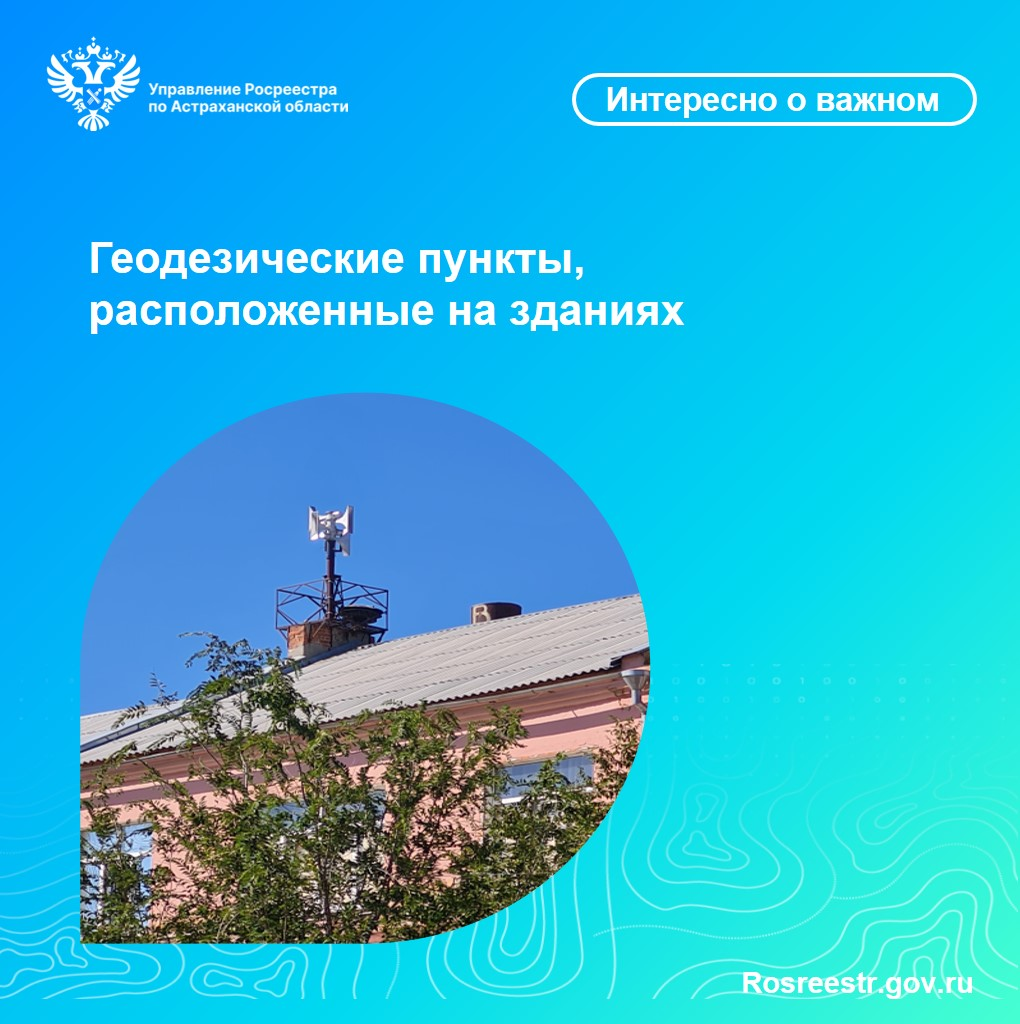 Управление Росреестра
по Астраханской области
Интересно о важном
Геодезические пункты,
расположенные на зданиях
Rosreestr.gov.ru